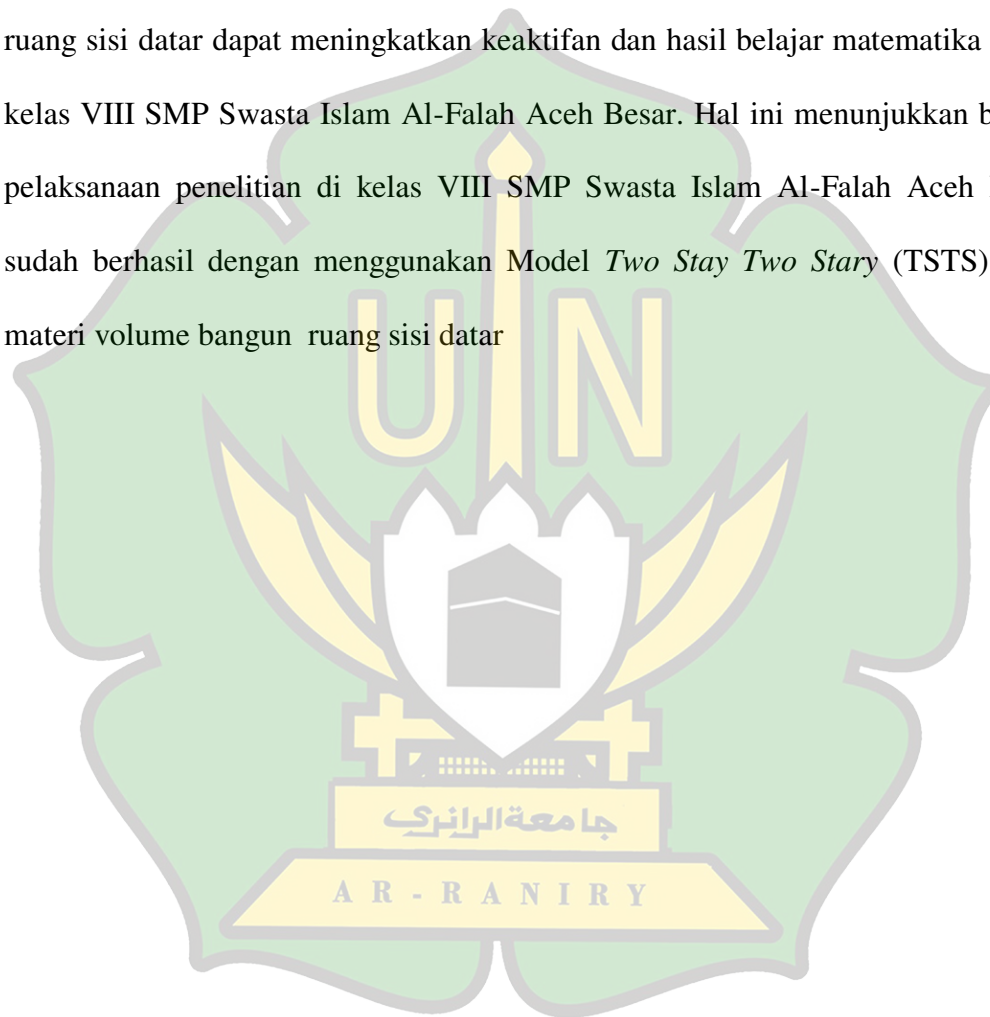 ruang sisi datar dapat meningkatkan keaktifan dan hasil belajar matematika
kelas VIII SMP Swasta Islam Al-Falah Aceh Besar. Hal ini menunjukkan
pelaksanaan penelitian di kelas VIII SMP Swasta Islam Al-Falah Aceh
sudah berhasil dengan menggunakan Model Two Stay Two Stary (TSTS)
materi volume bangun ruang sisi datar
UIN
جامعةالرانري
AR-RANIRY